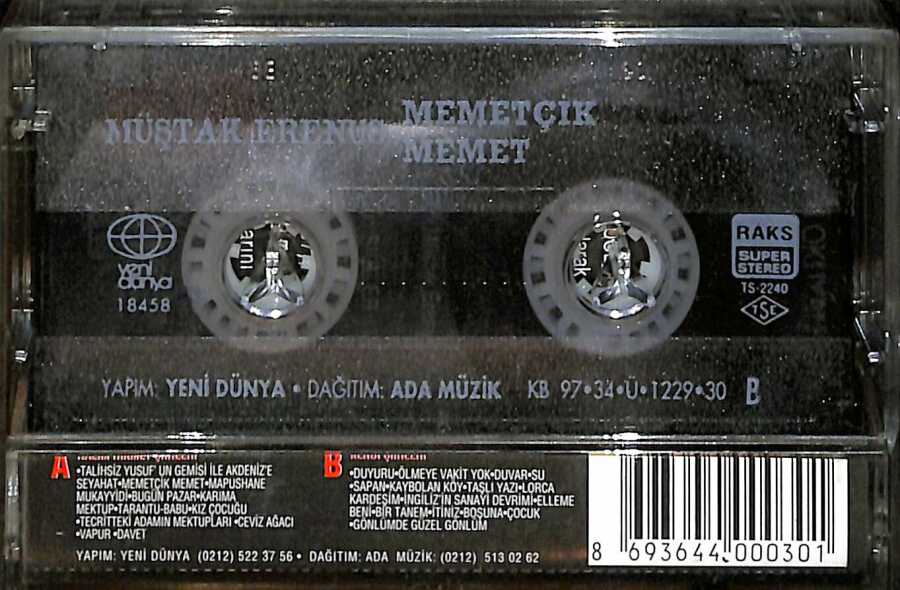 MÜŞTAK ERENUS MEMETÇİK
MEMET
yeni
dünya
18458
RAKS
SUPER
STEREO
TS-2240
TSE
YAPIM: YENİ DÜNYA • DAĞITIM: ADA MÜZİK KB 97•34•Ü•1229•30 B
A
•TALİHSİZ YUSUF' UN GEMİSİ İLE AKDENİZ'E
SEYAHAT•MEMETÇİK MEMET•MAPUSHANE
MUKAYYİDİ•BUGÜN PAZAR•KARIMA
MEKTUP•TARANTU-BABU•KIZ ÇOCUĞU
•TECRİTTEKİ ADAMIN MEKTUPLARI •CEVİZ AĞACI
•VAPUR •DAVET
B
•DUYURU•ÖLMEYE VAKİT YOK•DUVAR•SU
•SAPAN•KAYBOLAN KÖY•TAŞLI YAZI•LORCA
KARDEŞİM•İNGİLİZ'İN SANAYİ DEVRİMİ•ELLEME
BENİ•BİR TANEM•İTİNİZ•BOŞUNA•ÇOCUK
•GÖNLÜMDE GÜZEL GÖNLÜM
YAPIM: YENİ DÜNYA (0212) 522 37 56 • DAĞITIM: ADA MÜZİK: (0212) 513 02 62
8 693644 000301